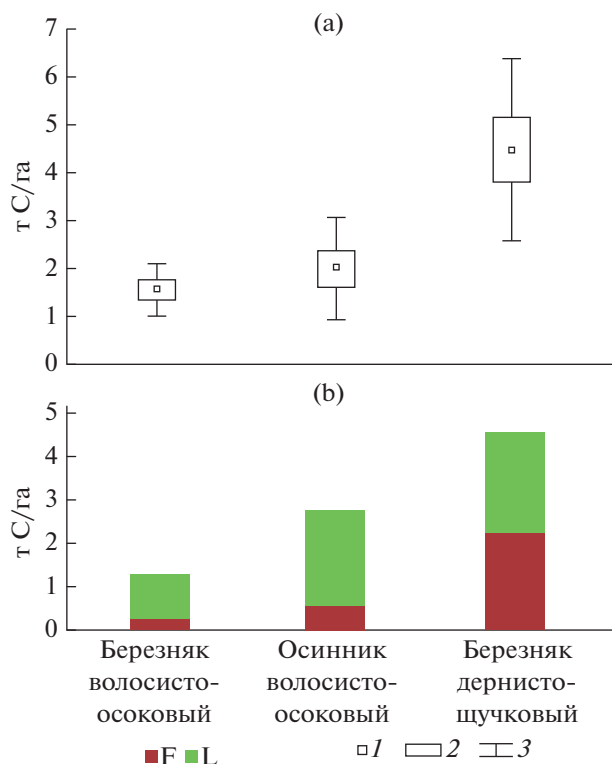 (a)
7
6
5
4
3
2
1
0
т С/га
(b)
5
4
3
2
1
0
т С/га
Березняк
волосисто-
осоковый
Осинник
волосисто-
осоковый
Березняк
дернисто-
щучковый
F L 1 2 3